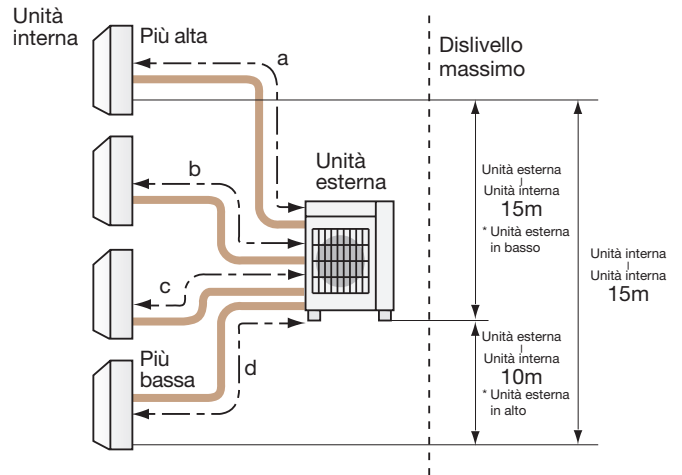 Unità
interna
Più alta
a
Dislivello
massimo
b
Unità
esterna
Unità esterna
Unità interna
15m
* Unità esterna
in basso
Unità interna
Unità interna
15m
c
Più
bassa
d
Unità esterna
Unità interna
10m
* Unità esterna
in alto